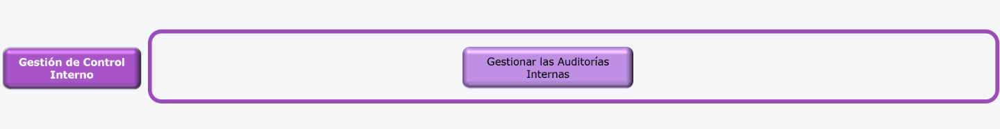 Gestión de Control
Interno
Gestionar las Auditorías
Internas